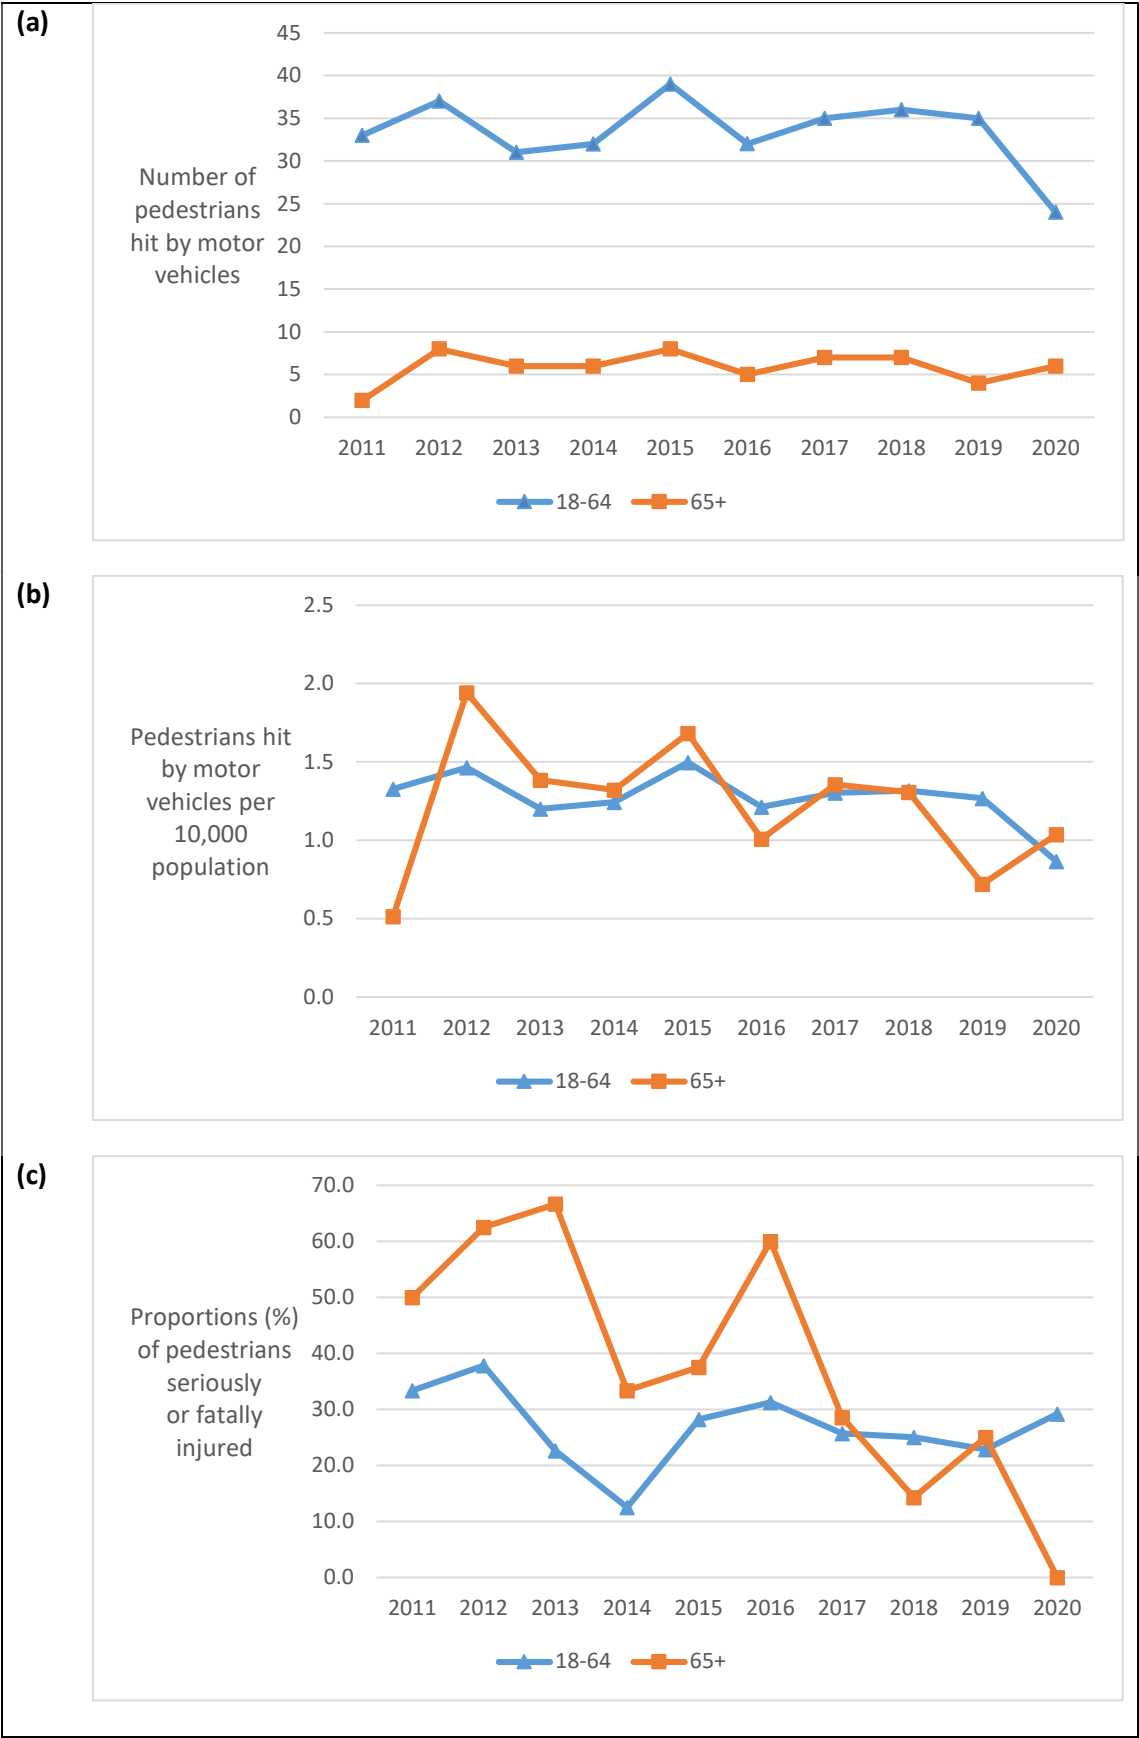 (a)
45
40
35
30
25
20
15
10
5
0
Number of
pedestrians
hit by motor
vehicles
2011 2012 2013 2014 2015 2016 2017 2018 2019 2020
18-64 65+
(b)
2.5
2.0
1.5
1.0
0.5
0.0
Pedestrians hit
by motor
vehicles per
10,000
population
2011 2012 2013 2014 2015 2016 2017 2018 2019 2020
18-64 65+
(c)
70.0
60.0
50.0
40.0
30.0
20.0
10.0
0.0
Proportions (%)
of pedestrians
seriously
or fatally
injured
2011 2012 2013 2014 2015 2016 2017 2018 2019 2020
18-64 65+